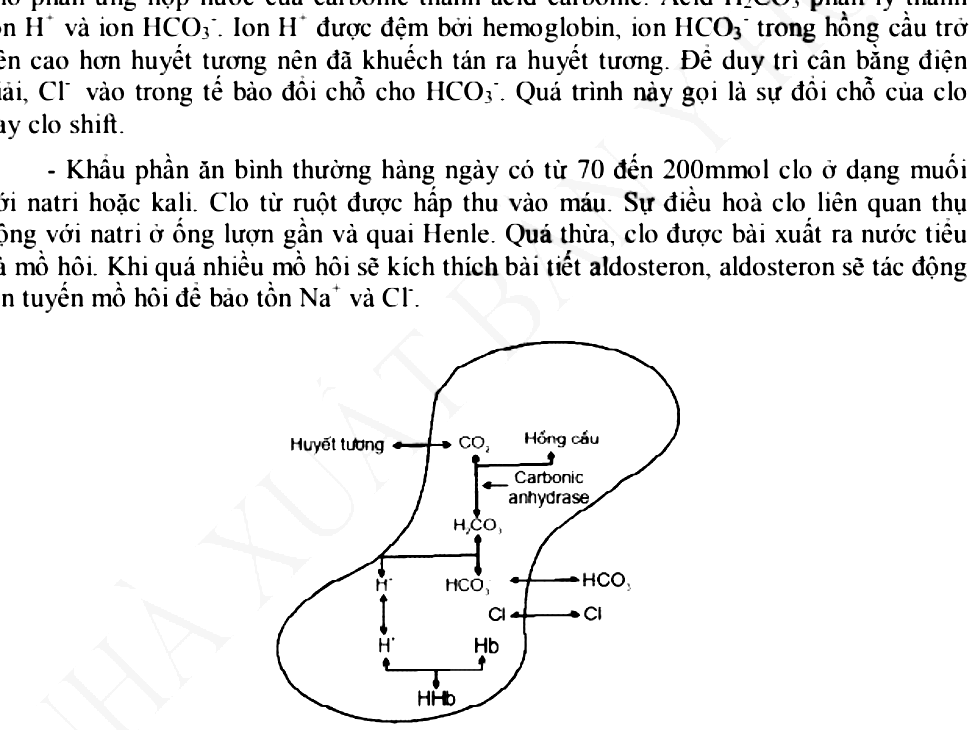 phản ứng hợp nước của carbonic thành acid carbonic. Acid H₂CO₃ phân ly thành
H⁺ và ion HCO₃⁻. Ion H⁺ được đệm bởi hemoglobin, ion HCO₃⁻ trong hồng cầu trở
cao hơn huyết tương nên đã khuếch tán ra huyết tương. Để duy trì cân bằng điện
Cl⁻ vào trong tế bào đổi chỗ cho HCO₃⁻. Quá trình này gọi là sự đổi chỗ của clo
clo shift.
- Khẩu phần ăn bình thường hàng ngày có từ 70 đến 200mmol clo ở dạng muối
natri hoặc kali. Clo từ ruột được hấp thu vào máu. Sự điều hoà clo liên quan thụ
với natri ở ống lượn gần và quai Henle. Quá thừa, clo được bài xuất ra nước tiểu
mồ hôi. Khi quá nhiều mồ hôi sẽ kích thích bài tiết aldosteron, aldosteron sẽ tác động
tuyến mồ hôi để bảo tồn Na⁺ và Cl⁻.
Huyết tương CO₂ Hồng cầu
Carbonic
anhydrase
H₂CO₃
H⁺ HCO₃ HCO₃
Cl Cl
H⁺ Hb
HHb
NHÀ XUẤT BẢN Y